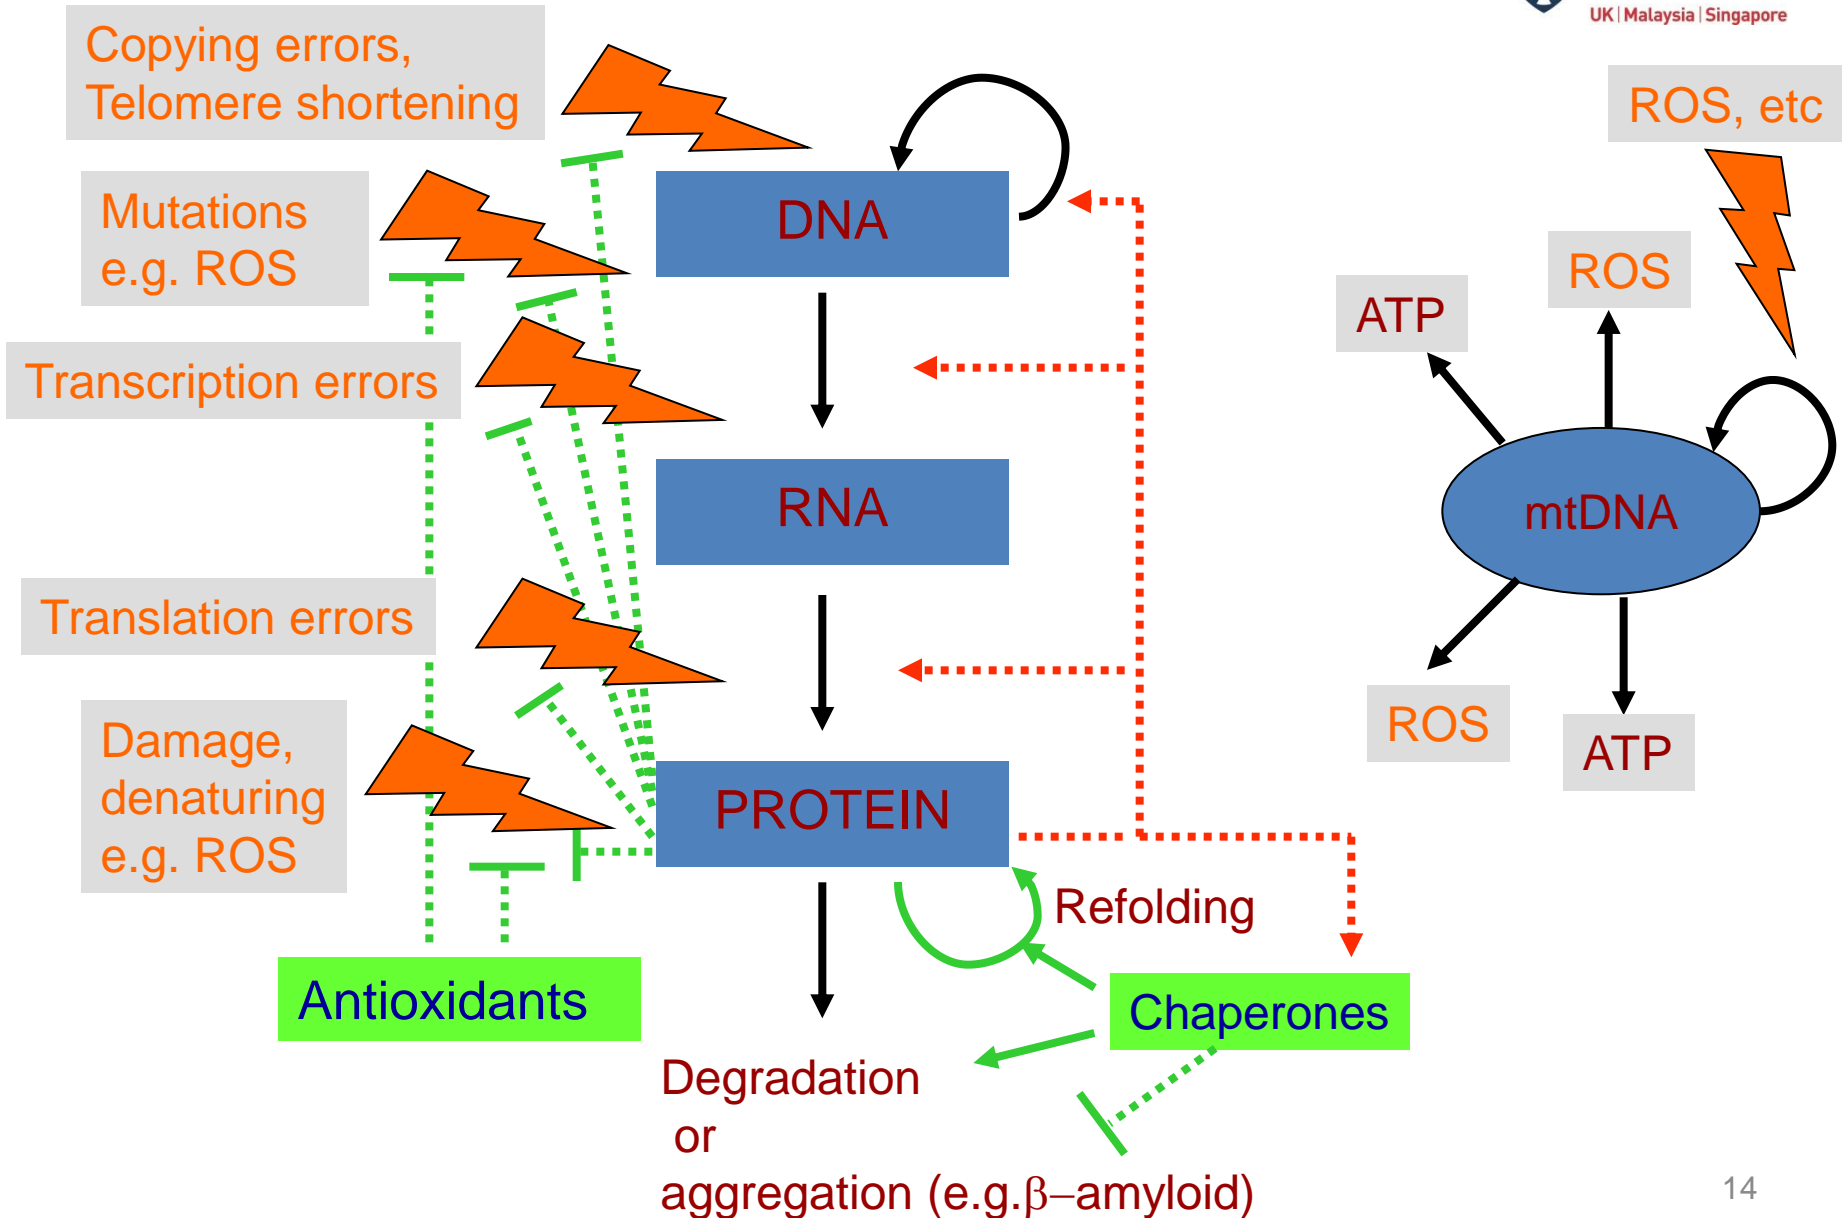 UK | Malaysia | Singapore
Copying errors,
Telomere shortening
ROS, etc
Mutations
e.g. ROS
DNA
ROS
ATP
Transcription errors
RNA
mtDNA
Translation errors
Damage,
denaturing
e.g. ROS
PROTEIN
ROS
ATP
Refolding
Antioxidants
Chaperones
Degradation
or
aggregation (e.g.β–amyloid)
14